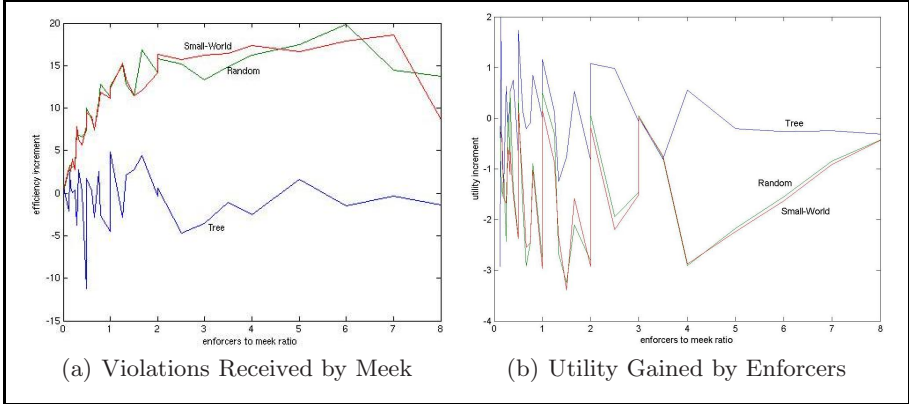 20
15
10
5
0
-5
-10
-15
efficiency increment
Small-World
Random
Tree
0 1 2 3 4 5 6 7 8
enforcers to meek ratio
(a) Violations Received by Meek
2
1
0
-1
-2
-3
-4
utility increment
Tree
Random
Small-World
0 1 2 3 4 5 6 7 8
enforcers to meek ratio
(b) Utility Gained by Enforcers